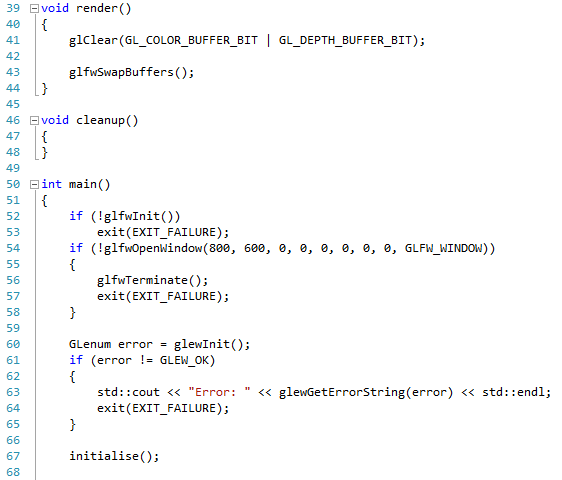 39 void render()
40 {
41     glClear(GL_COLOR_BUFFER_BIT | GL_DEPTH_BUFFER_BIT);
42
43     glfwSwapBuffers();
44 }
45
46 void cleanup()
47 {
48 }
49
50 int main()
51 {
52     if (!glfwInit())
53         exit(EXIT_FAILURE);
54     if (!glfwOpenWindow(800, 600, 0, 0, 0, 0, 0, 0, GLFW_WINDOW))
55     {
56         glfwTerminate();
57         exit(EXIT_FAILURE);
58     }
59
60     GLenum error = glewInit();
61     if (error != GLEW_OK)
62     {
63         std::cout << "Error: " << glewGetErrorString(error) << std::endl;
64         exit(EXIT_FAILURE);
65     }
66
67     initialise();
68